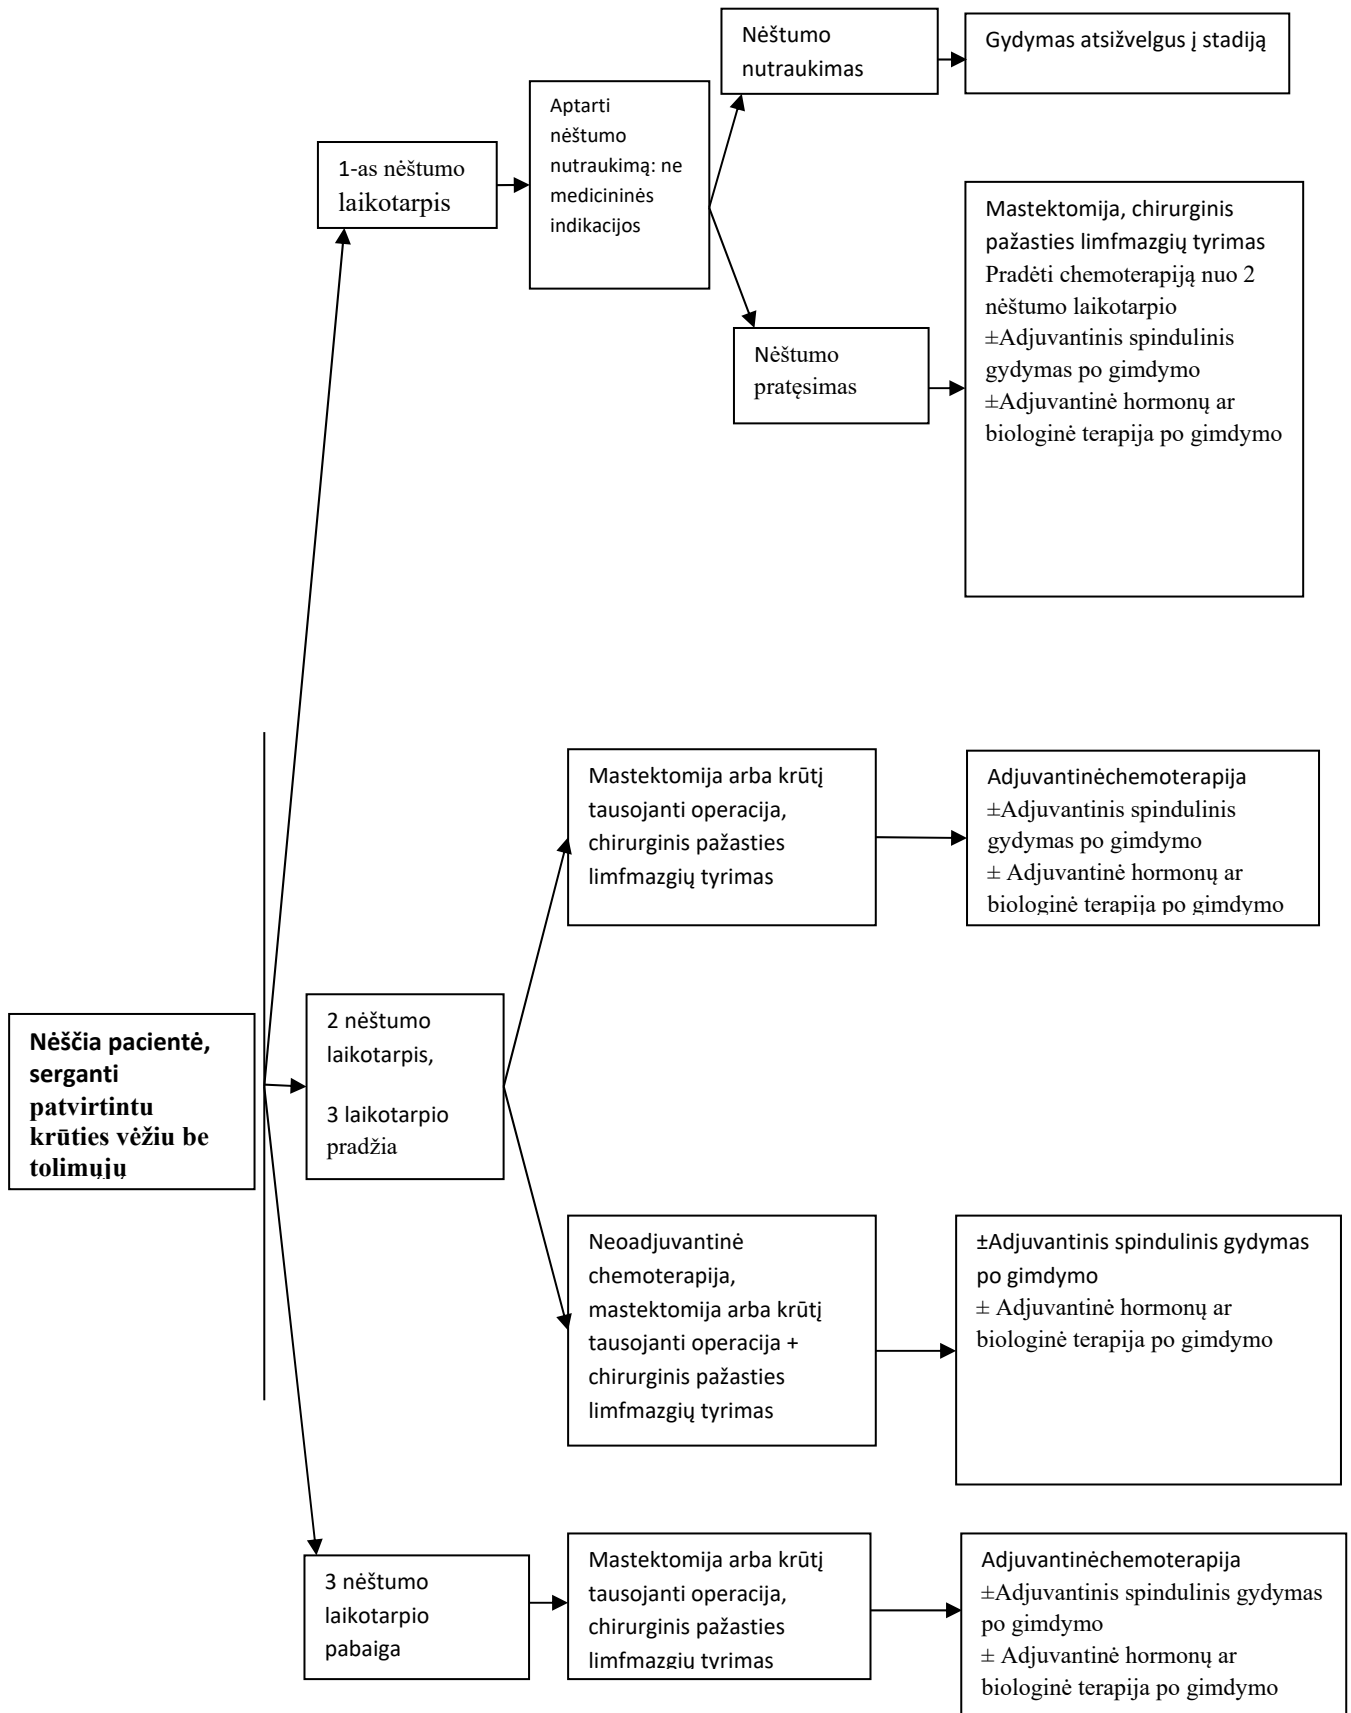 Nėštumo
nutraukimas
Gydymas atsižvelgus į stadiją
Aptarti
nėštumo
nutraukimą: ne
medicininės
indikacijos
1-as nėštumo
laikotarpis
Mastektomija, chirurginis
pažasties limfmazgių tyrimas
Pradėti chemoterapiją nuo 2
nėštumo laikotarpio
±Adjuvantinis spindulinis
gydymas po gimdymo
±Adjuvantinė hormonų ar
biologinė terapija po gimdymo
Nėštumo
pratęsimas
Mastektomija arba krūtį
tausojanti operacija,
chirurginis pažasties
limfmazgių tyrimas
Adjuvantinėchemoterapija
±Adjuvantinis spindulinis
gydymas po gimdymo
± Adjuvantinė hormonų ar
biologinė terapija po gimdymo
2 nėštumo
laikotarpis,
3 laikotarpio
pradžia
Nėščia pacientė,
serganti
patvirtintu
krūties vėžiu be
tolimųjų
Neoadjuvantinė
chemoterapija,
mastektomija arba krūtį
tausojanti operacija +
chirurginis pažasties
limfmazgių tyrimas
±Adjuvantinis spindulinis gydymas
po gimdymo
± Adjuvantinė hormonų ar
biologinė terapija po gimdymo
3 nėštumo
laikotarpio
pabaiga
Mastektomija arba krūtį
tausojanti operacija,
chirurginis pažasties
limfmazgių tyrimas
Adjuvantinėchemoterapija
±Adjuvantinis spindulinis gydymas
po gimdymo
± Adjuvantinė hormonų ar
biologinė terapija po gimdymo